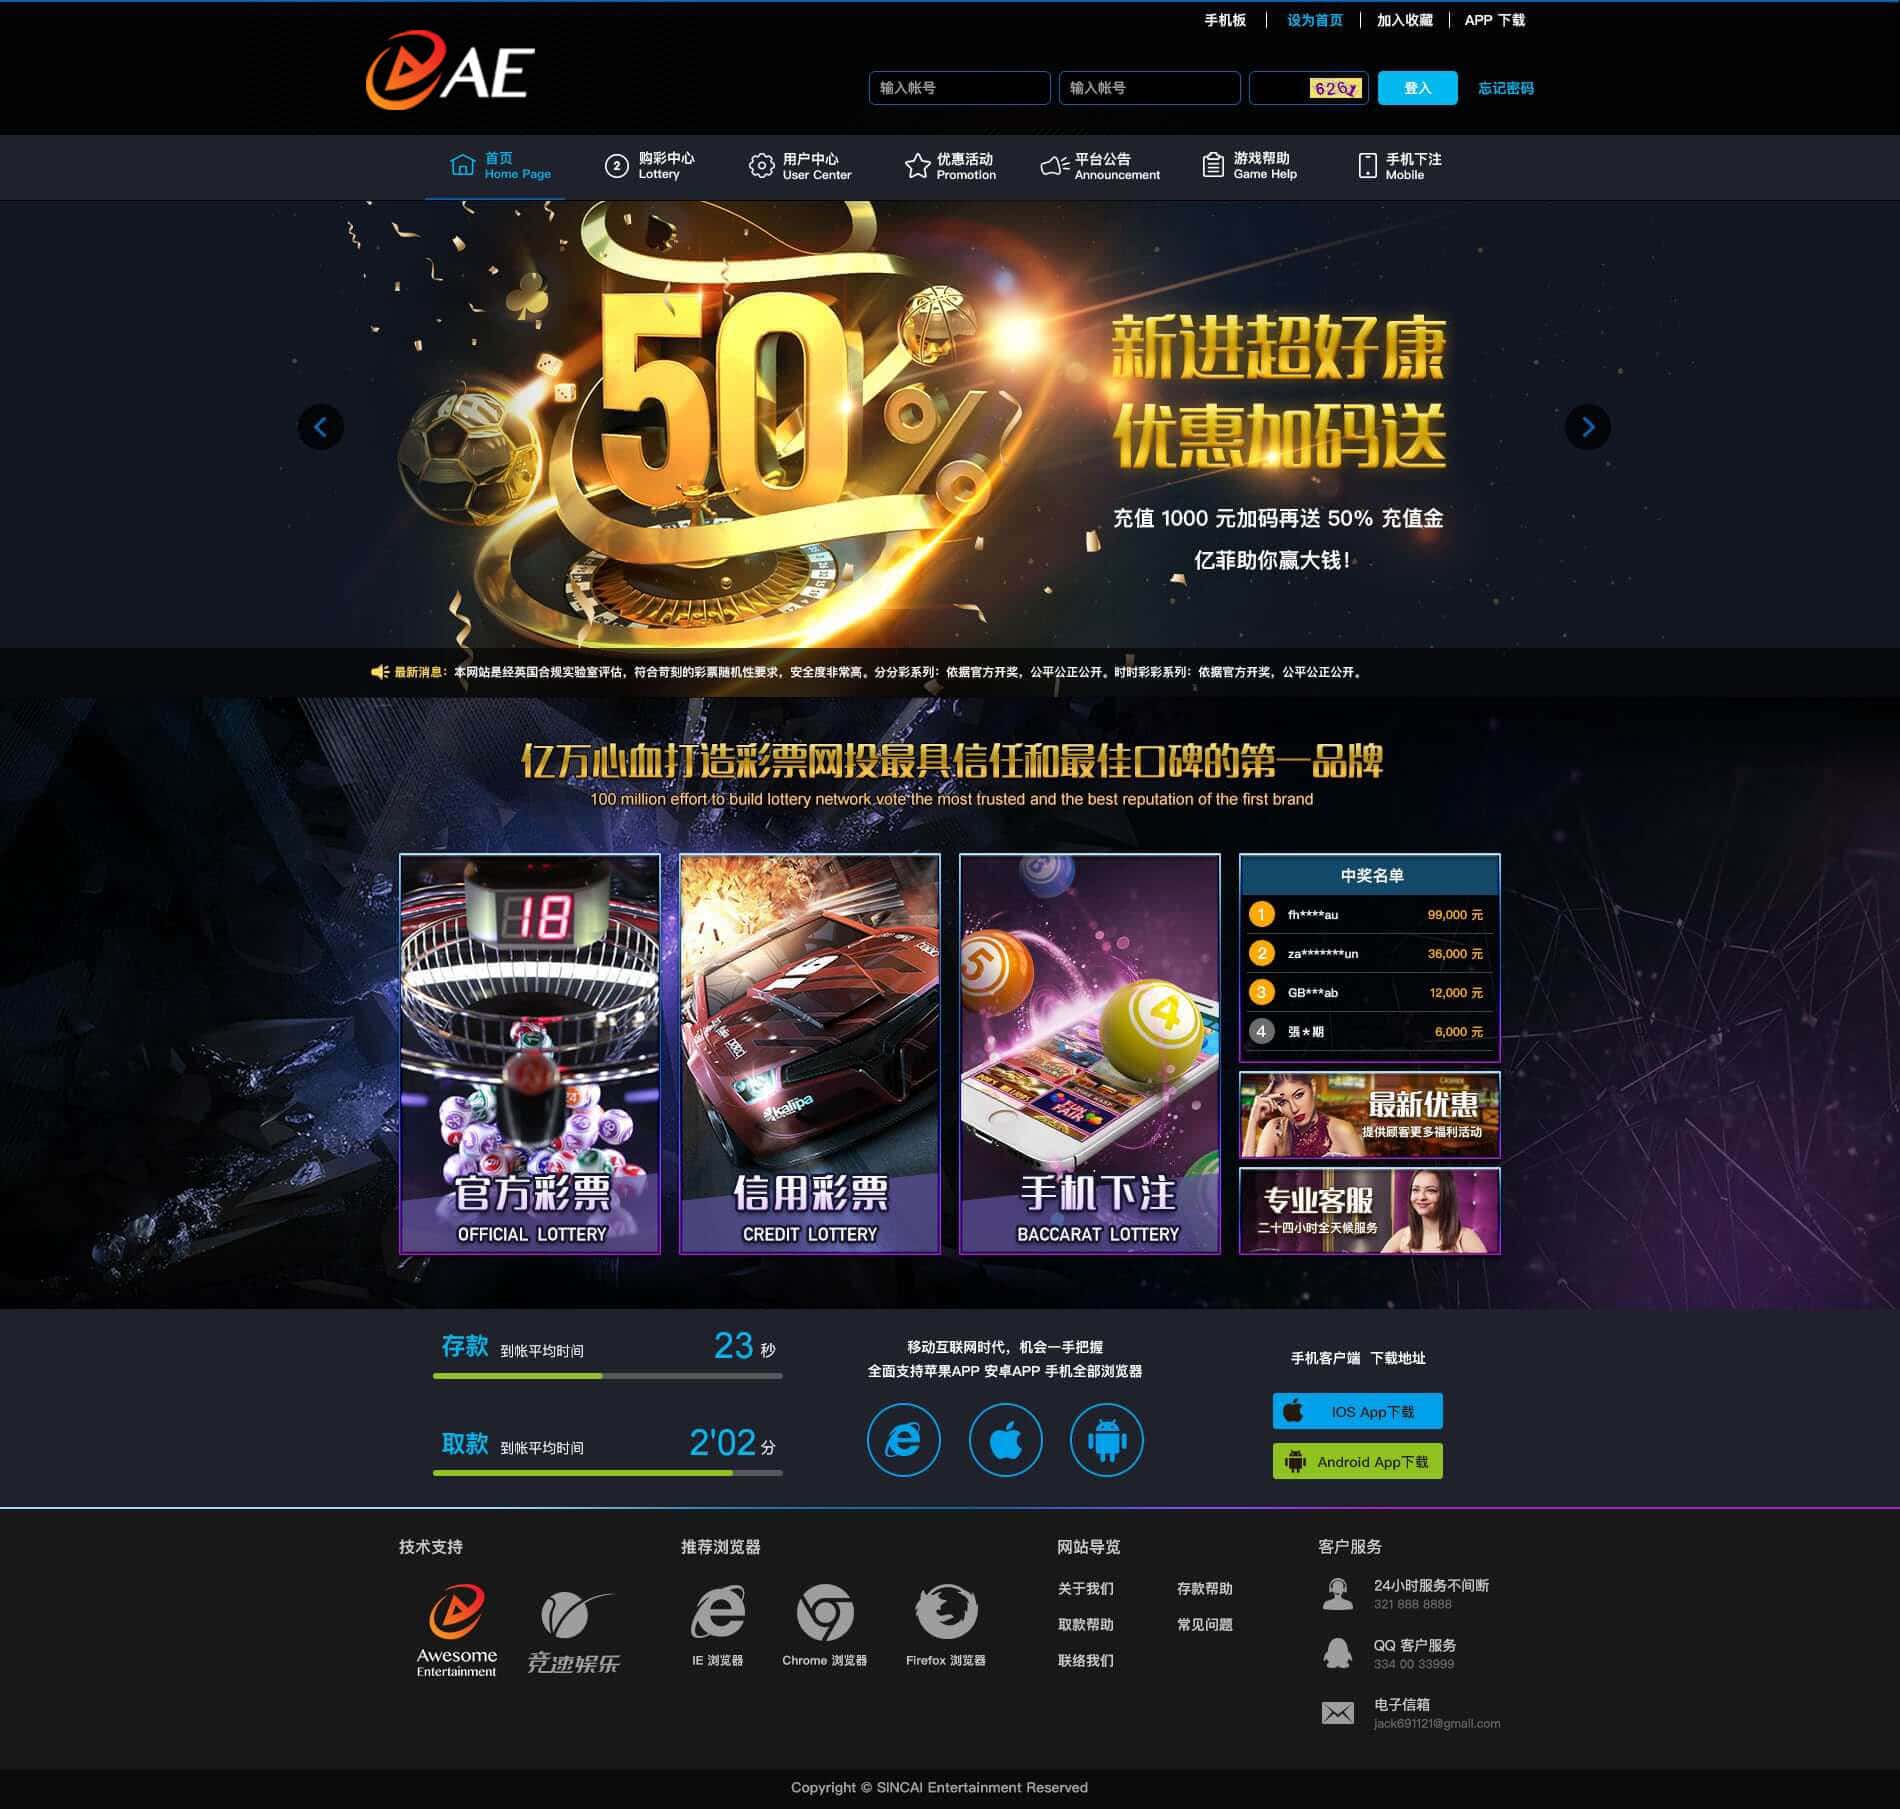 手机板 | 设为首页 | 加入收藏 | APP 下载
AE
输入帐号
输入帐号
6261
登入
忘记密码
首页
Home Page
2
购彩中心
Lottery
用户中心
User Center
优惠活动
Promotion
平台公告
Announcement
游戏帮助
Game Help
手机下注
Mobile
50%
新进超好康
优惠加码送
充值 1000 元加码再送 50% 充值金
亿菲助你赢大钱!
最新消息: 本网站是经英国合规实验室评估，符合苛刻的彩票随机性要求，安全度非常高。分分彩系列：依据官方开奖，公平公正公开。时时彩彩系列：依据官方开奖，公平公正公开。
亿万心血打造彩票网投最具信任和最佳口碑的第一品牌
100 million effort to build lottery network vote the most trusted and the best reputation of the first brand
18
官方彩票
OFFICIAL LOTTERY
kalipa
信用彩票
CREDIT LOTTERY
5
4
FUN FAIR
手机下注
BACCARAT LOTTERY
中奖名单
1 fh****au 99,000 元
2 za*******un 36,000 元
3 GB***ab 12,000 元
4 張＊期 6,000 元
最新优惠
提供顾客更多福利活动
专业客服
二十四小时全天候服务
存款 到帐平均时间 23 秒
取款 到帐平均时间 2'02 分
移动互联网时代，机会一手把握
全面支持苹果APP 安卓APP 手机全部浏览器
手机客户端 下载地址
IOS App下载
Android App下载
技术支持
Awesome
Entertainment
竞速娱乐
推荐浏览器
IE 浏览器
Chrome 浏览器
Firefox 浏览器
网站导览
关于我们
存款帮助
取款帮助
常见问题
联络我们
客户服务
24小时服务不间断
321 888 8888
QQ 客户服务
334 00 33999
电子信箱
jack691121@gmail.com
Copyright © SINCAI Entertainment Reserved